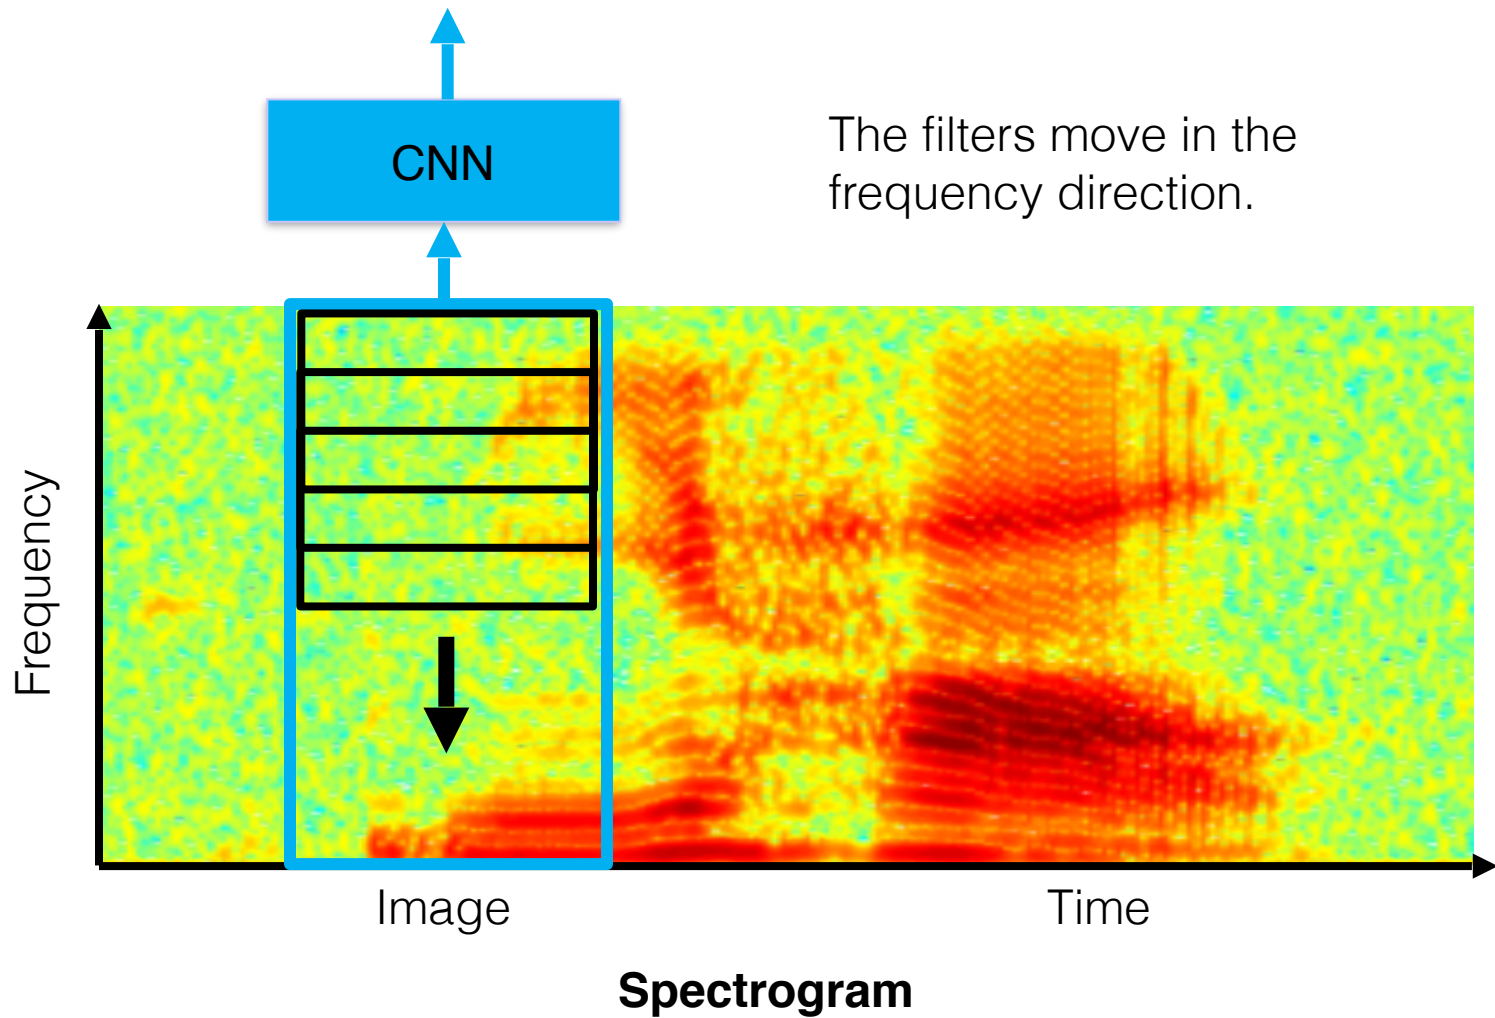 CNN
The filters move in the
frequency direction.
Frequency
Image
Time
Spectrogram